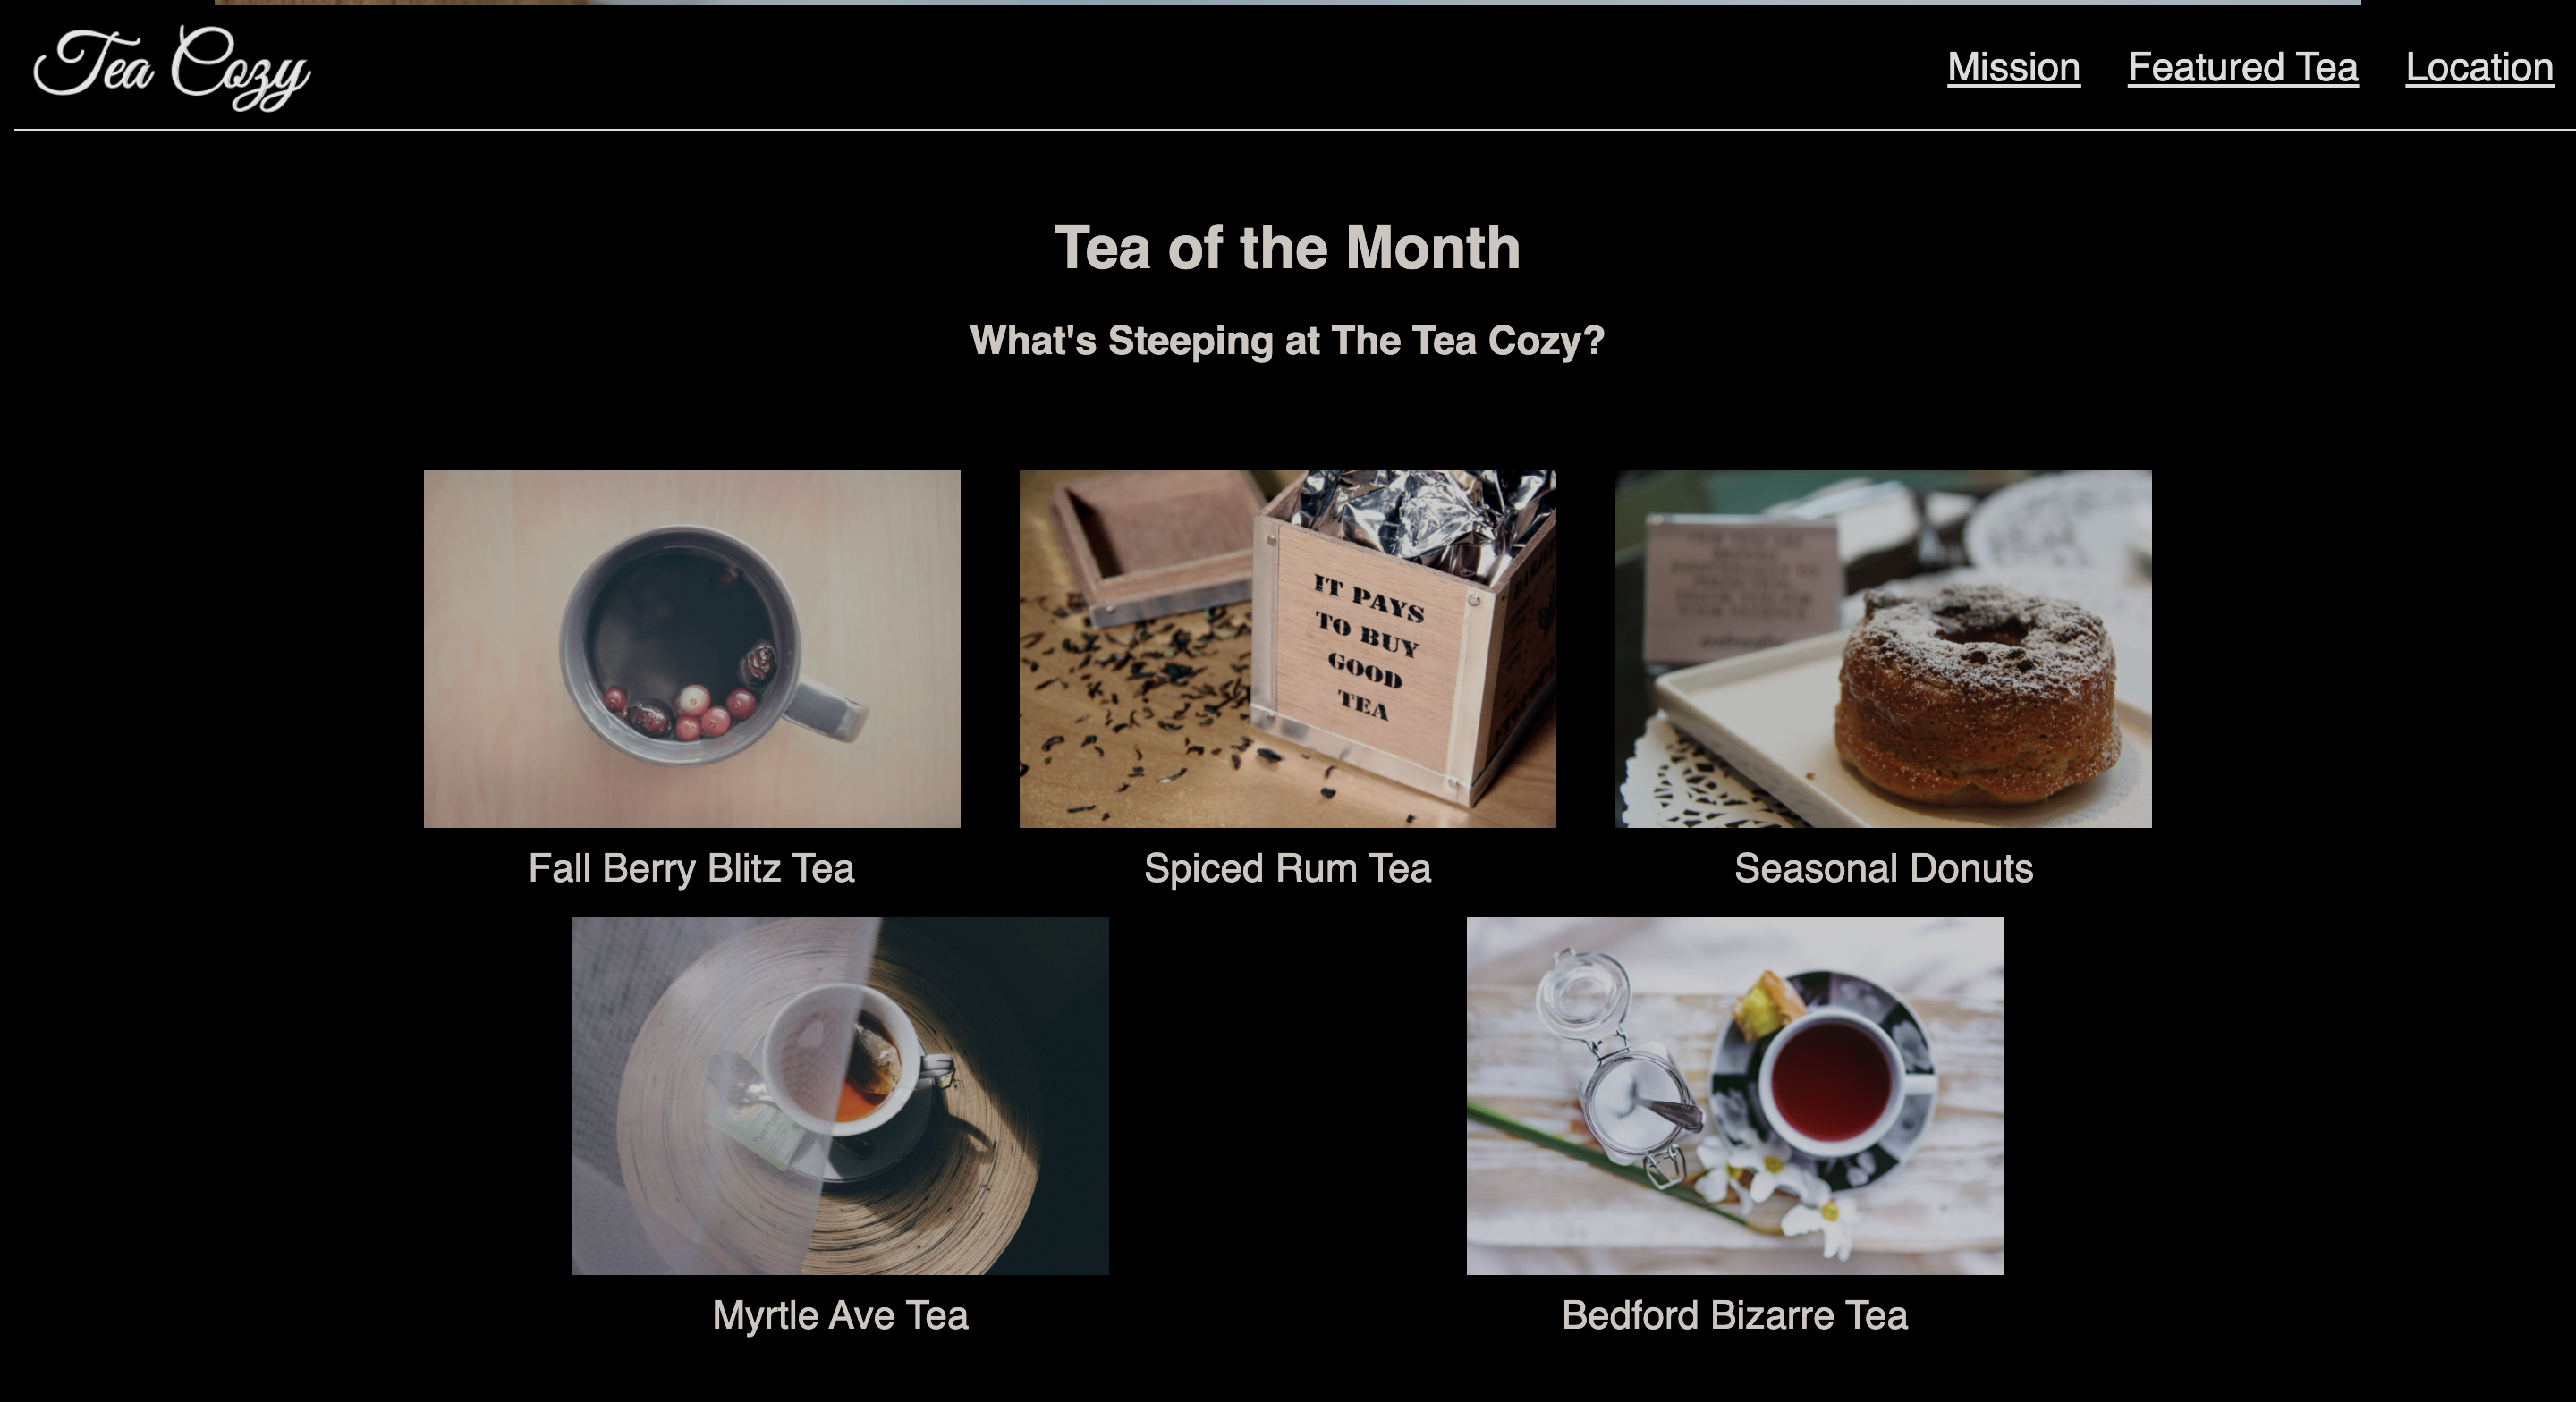 Tea Cozy
Mission Featured Tea Location
Tea of the Month
What's Steeping at The Tea Cozy?
IT PAYS
TO BUY
GOOD
TEA
Fall Berry Blitz Tea
Spiced Rum Tea
Seasonal Donuts
Myrtle Ave Tea
Bedford Bizarre Tea